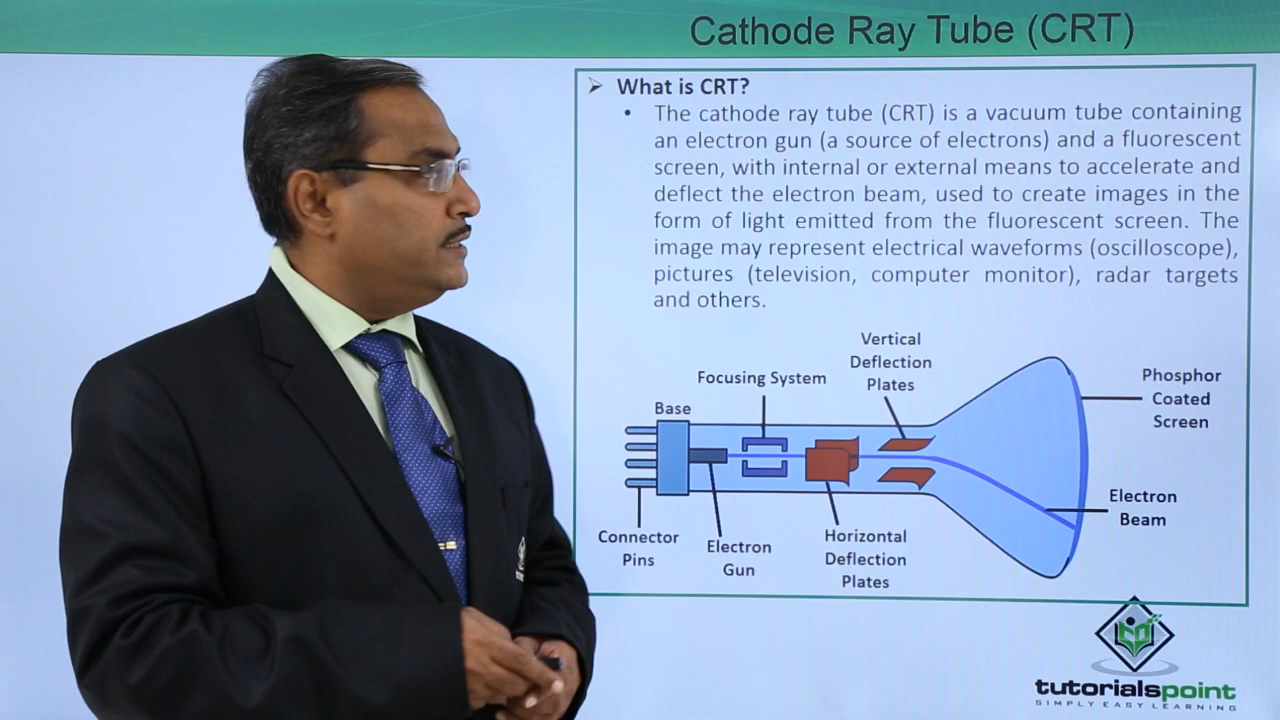 Cathode Ray Tube (CRT)
➢ What is CRT?
• The cathode ray tube (CRT) is a vacuum tube containing
an electron gun (a source of electrons) and a fluorescent
screen, with internal or external means to accelerate and
deflect the electron beam, used to create images in the
form of light emitted from the fluorescent screen. The
image may represent electrical waveforms (oscilloscope),
pictures (television, computer monitor), radar targets
and others.
Vertical
Deflection
Plates
Focusing System
Phosphor
Coated
Screen
Base
Electron
Beam
Connector
Pins
Electron
Gun
Horizontal
Deflection
Plates
tutorialspoint
SIMPLY EASY LEARNING